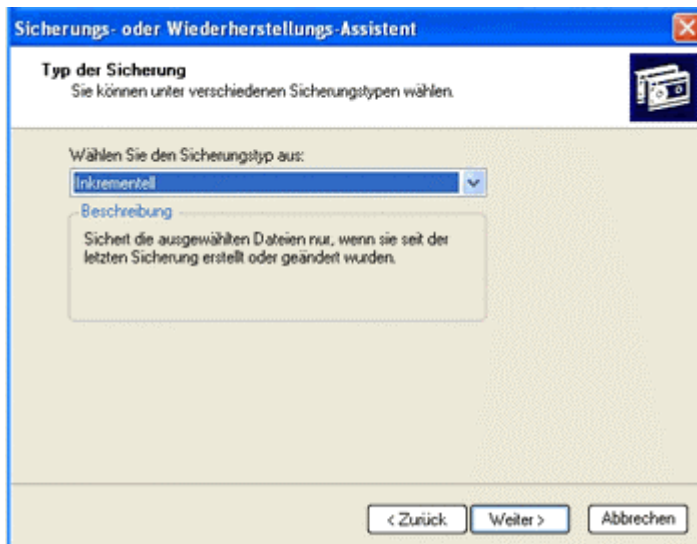 Sicherungs- oder Wiederherstellungs-Assistent
Typ der Sicherung
Sie können unter verschiedenen Sicherungstypen wählen.
Wählen Sie den Sicherungstyp aus:
Inkrementell
Beschreibung
Sichert die ausgewählten Dateien nur, wenn sie seit der
letzten Sicherung erstellt oder geändert wurden.
< Zurück Weiter > Abbrechen